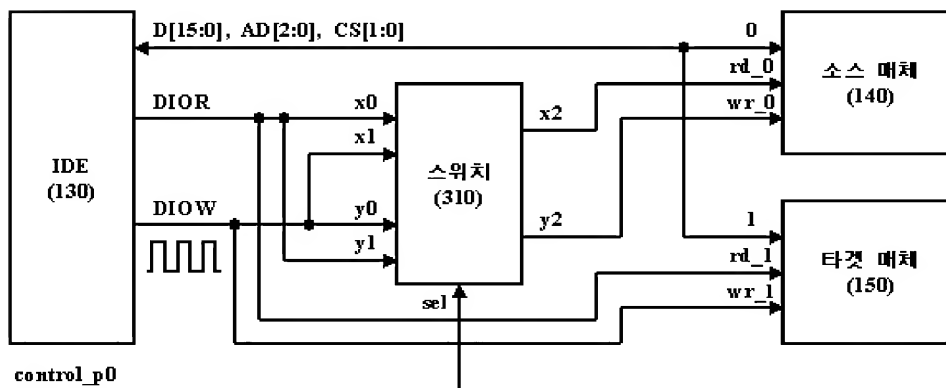 D[15:0], AD[2:0], CS[1:0]
0
rd_0
wr_0
소스 매체
(140)
DIOR
x0
x1
x2
IDE
(130)
스위치
(310)
DIOW
y0
y1
y2
1
rd_1
wr_1
타겟 매체
(150)
sel
control_p0